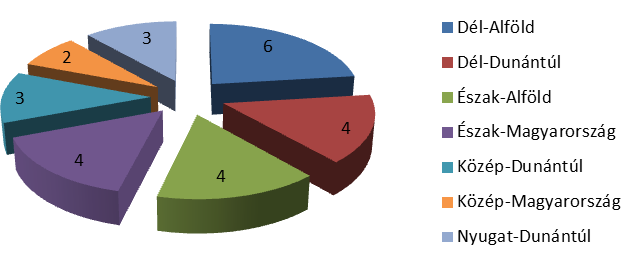 6
4
4
4
3
2
3
Dél-Alföld
Dél-Dunántúl
Észak-Alföld
Észak-Magyarország
Közép-Dunántúl
Közép-Magyarország
Nyugat-Dunántúl